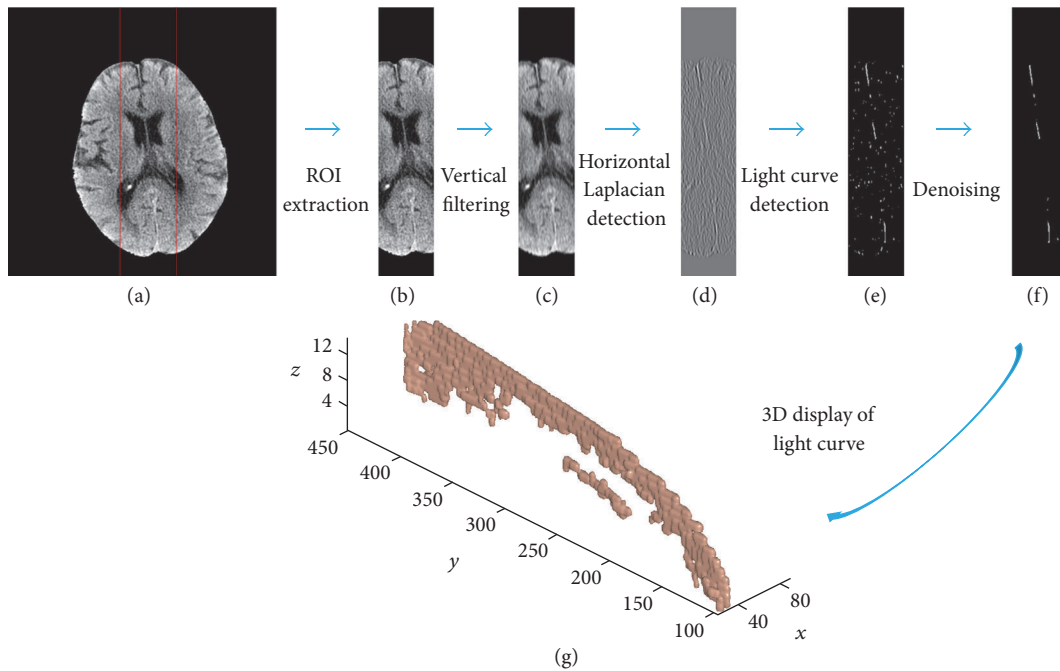 ROI
extraction
Vertical
filtering
Horizontal
Laplacian
detection
Light curve
detection
Denoising
(a)
(b)
(c)
(d)
(e)
(f)
12
8
4
z
450
400
350
300
250
200
150
100
y
40
80
x
3D display of
light curve
(g)